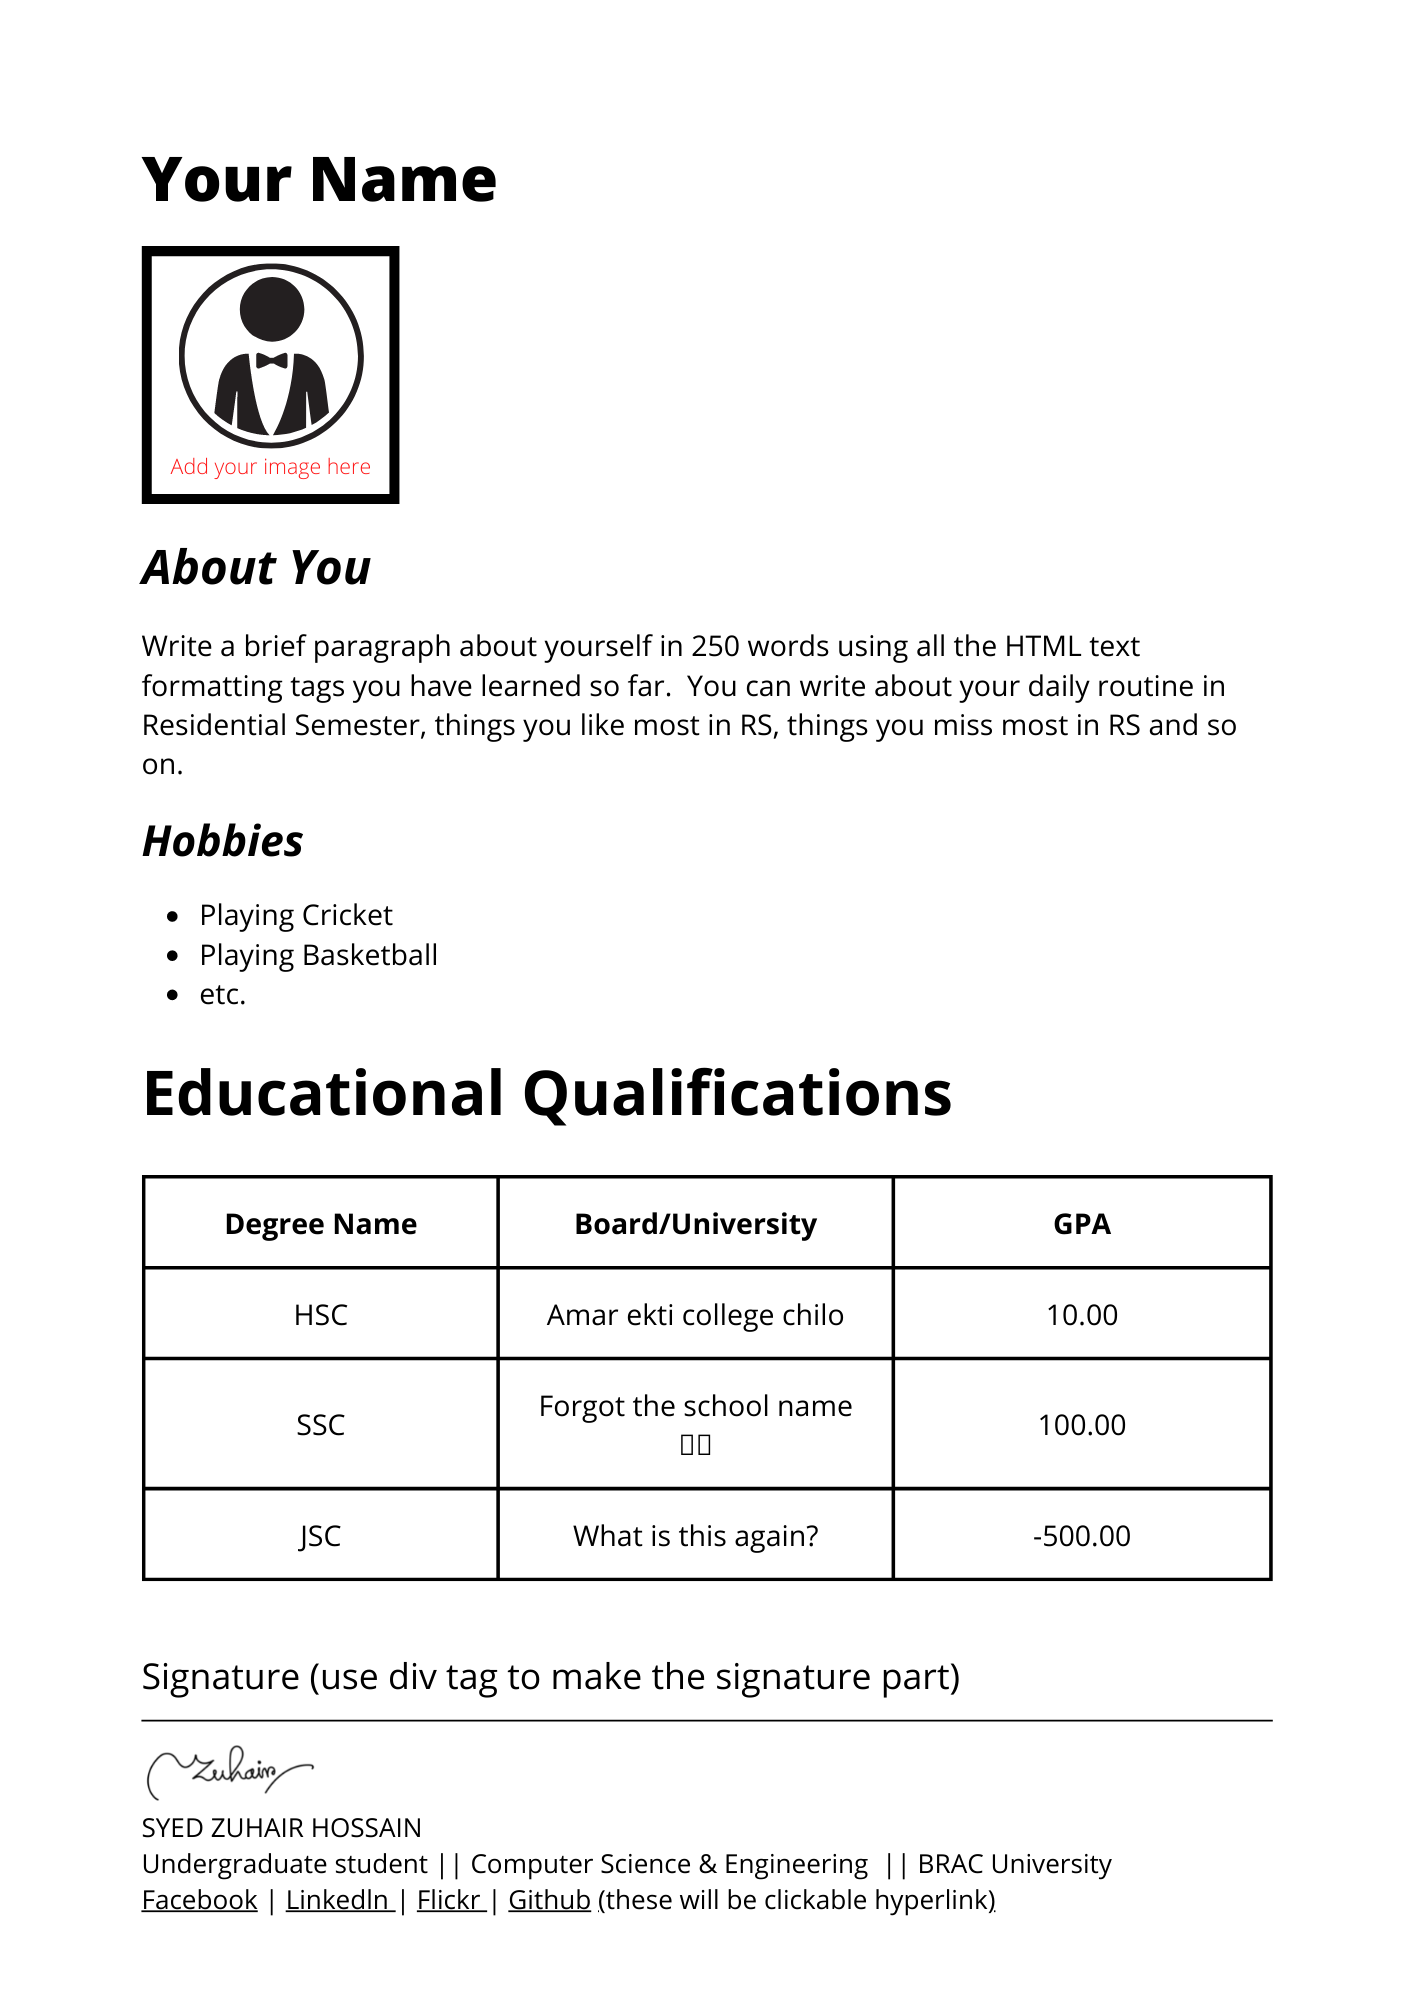 Your Name
Add your image here
About You
Write a brief paragraph about yourself in 250 words using all the HTML text
formatting tags you have learned so far.  You can write about your daily routine in
Residential Semester, things you like most in RS, things you miss most in RS and so
on.
Hobbies
• Playing Cricket
• Playing Basketball
• etc.
Educational Qualifications
Degree Name Board/University GPA
HSC Amar ekti college chilo 10.00
SSC Forgot the school name 100.00
JSC What is this again? -500.00
Signature (use div tag to make the signature part)
Zuhair
SYED ZUHAIR HOSSAIN
Undergraduate student || Computer Science & Engineering  || BRAC University
Facebook | LinkedIn | Flickr | Github (these will be clickable hyperlink)